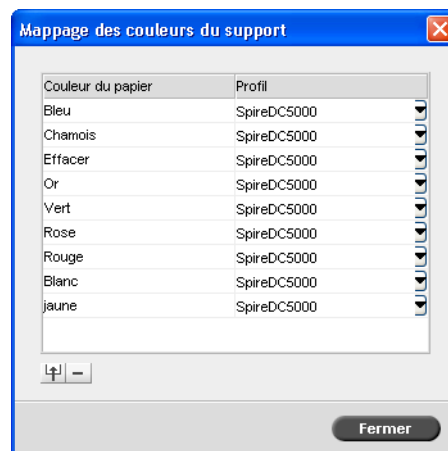 Mappage des couleurs du support
Couleur du papier Profil
Bleu SpireDC5000
Chamois SpireDC5000
Effacer SpireDC5000
Or SpireDC5000
Vert SpireDC5000
Rose SpireDC5000
Rouge SpireDC5000
Blanc SpireDC5000
jaune SpireDC5000
Fermer